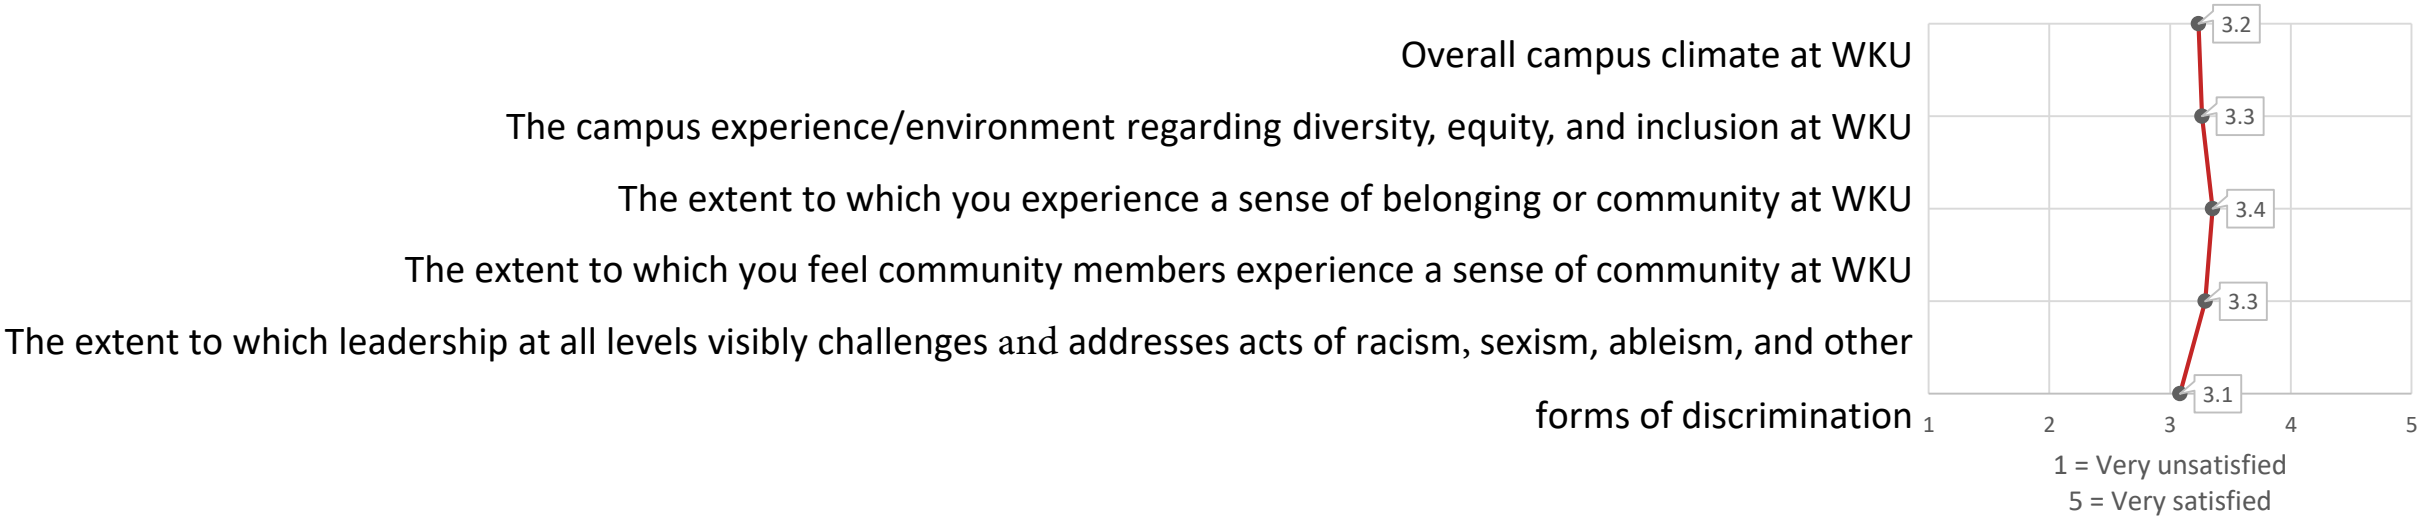 Overall campus climate at WKU
The campus experience/environment regarding diversity, equity, and inclusion at WKU
The extent to which you experience a sense of belonging or community at WKU
The extent to which you feel community members experience a sense of community at WKU
The extent to which leadership at all levels visibly challenges and addresses acts of racism, sexism, ableism, and other
forms of discrimination
3.2
3.3
3.4
3.3
3.1
1 2 3 4 5
1 = Very unsatisfied
5 = Very satisfied